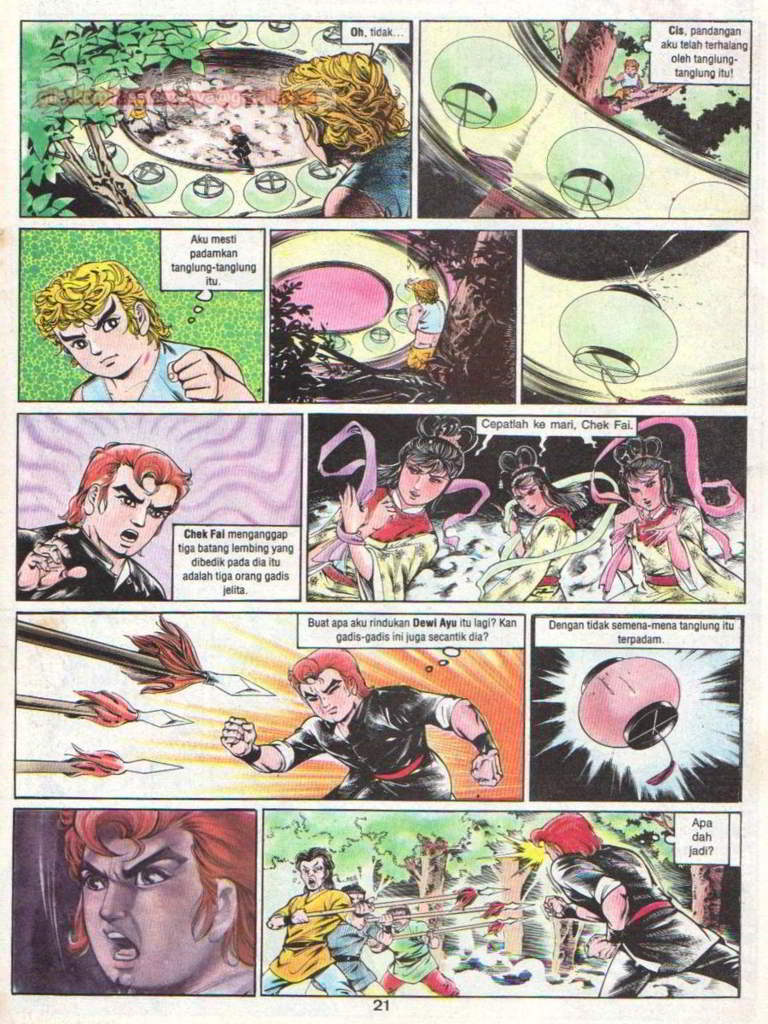 Oh, tidak...
Cis, pandangan
aku telah terhalang
oleh tanglung-
tanglung itu!
Aku mesti
padamkan
tanglung-tanglung
itu.
Chek Fai menganggap
tiga batang lembing yang
dibedik pada dia itu
adalah tiga orang gadis
jelita.
Cepatlah ke mari, Chek Fai.
Buat apa aku rindukan Dewi Ayu itu lagi? Kan
gadis-gadis ini juga secantik dia?
Dengan tidak semena-mena tanglung itu
terpadam.
Apa
dah
jadi?
21